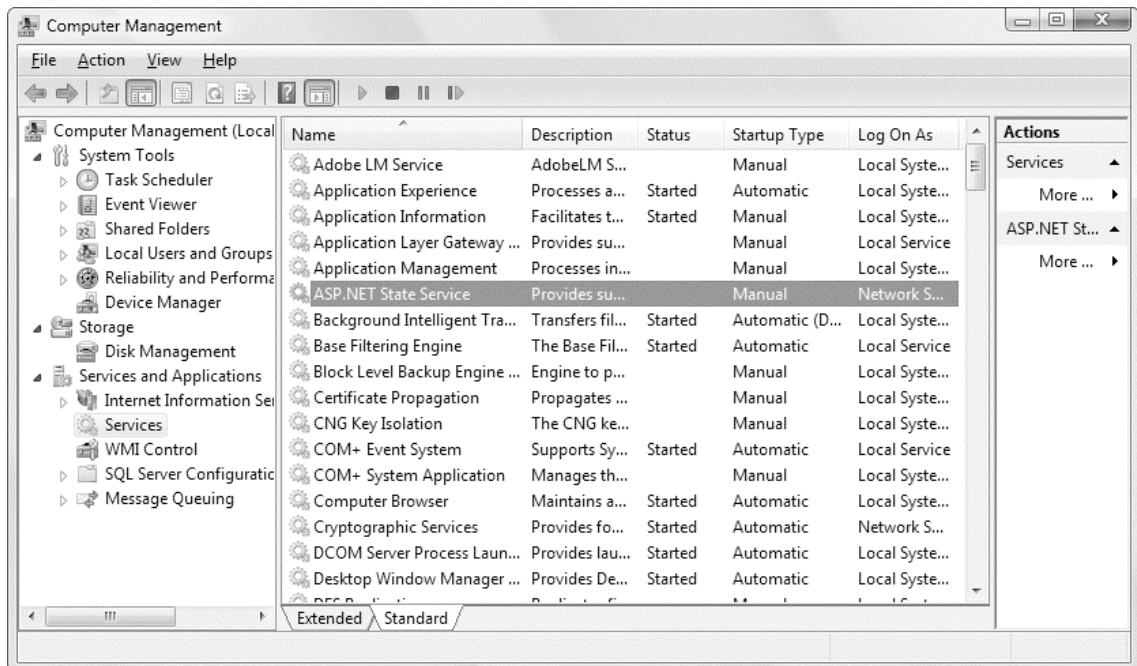 Computer Management
File Action View Help
Computer Management (Local
System Tools
Task Scheduler
Event Viewer
Shared Folders
Local Users and Groups
Reliability and Performa
Device Manager
Storage
Disk Management
Services and Applications
Internet Information Ser
Services
WMI Control
SQL Server Configuratic
Message Queuing
Name Description Status Startup Type Log On As
Adobe LM Service AdobeLM S... Manual Local Syste...
Application Experience Processes a... Started Automatic Local Syste...
Application Information Facilitates t... Started Manual Local Syste...
Application Layer Gateway ... Provides su... Manual Local Service
Application Management Processes in... Manual Local Syste...
ASP.NET State Service Provides su... Manual Network S...
Background Intelligent Tra... Transfers fil... Started Automatic (D... Local Syste...
Base Filtering Engine The Base Fil... Started Automatic Local Service
Block Level Backup Engine ... Engine to p... Manual Local Syste...
Certificate Propagation Propagates ... Manual Local Syste...
CNG Key Isolation The CNG ke... Manual Local Syste...
COM+ Event System Supports Sy... Started Automatic Local Service
COM+ System Application Manages th... Manual Local Syste...
Computer Browser Maintains a... Started Automatic Local Syste...
Cryptographic Services Provides fo... Started Automatic Network S...
DCOM Server Process Laun... Provides lau... Started Automatic Local Syste...
Desktop Window Manager ... Provides De... Started Automatic Local Syste...
Extended Standard
Actions
Services
More ...
ASP.NET St...
More ...